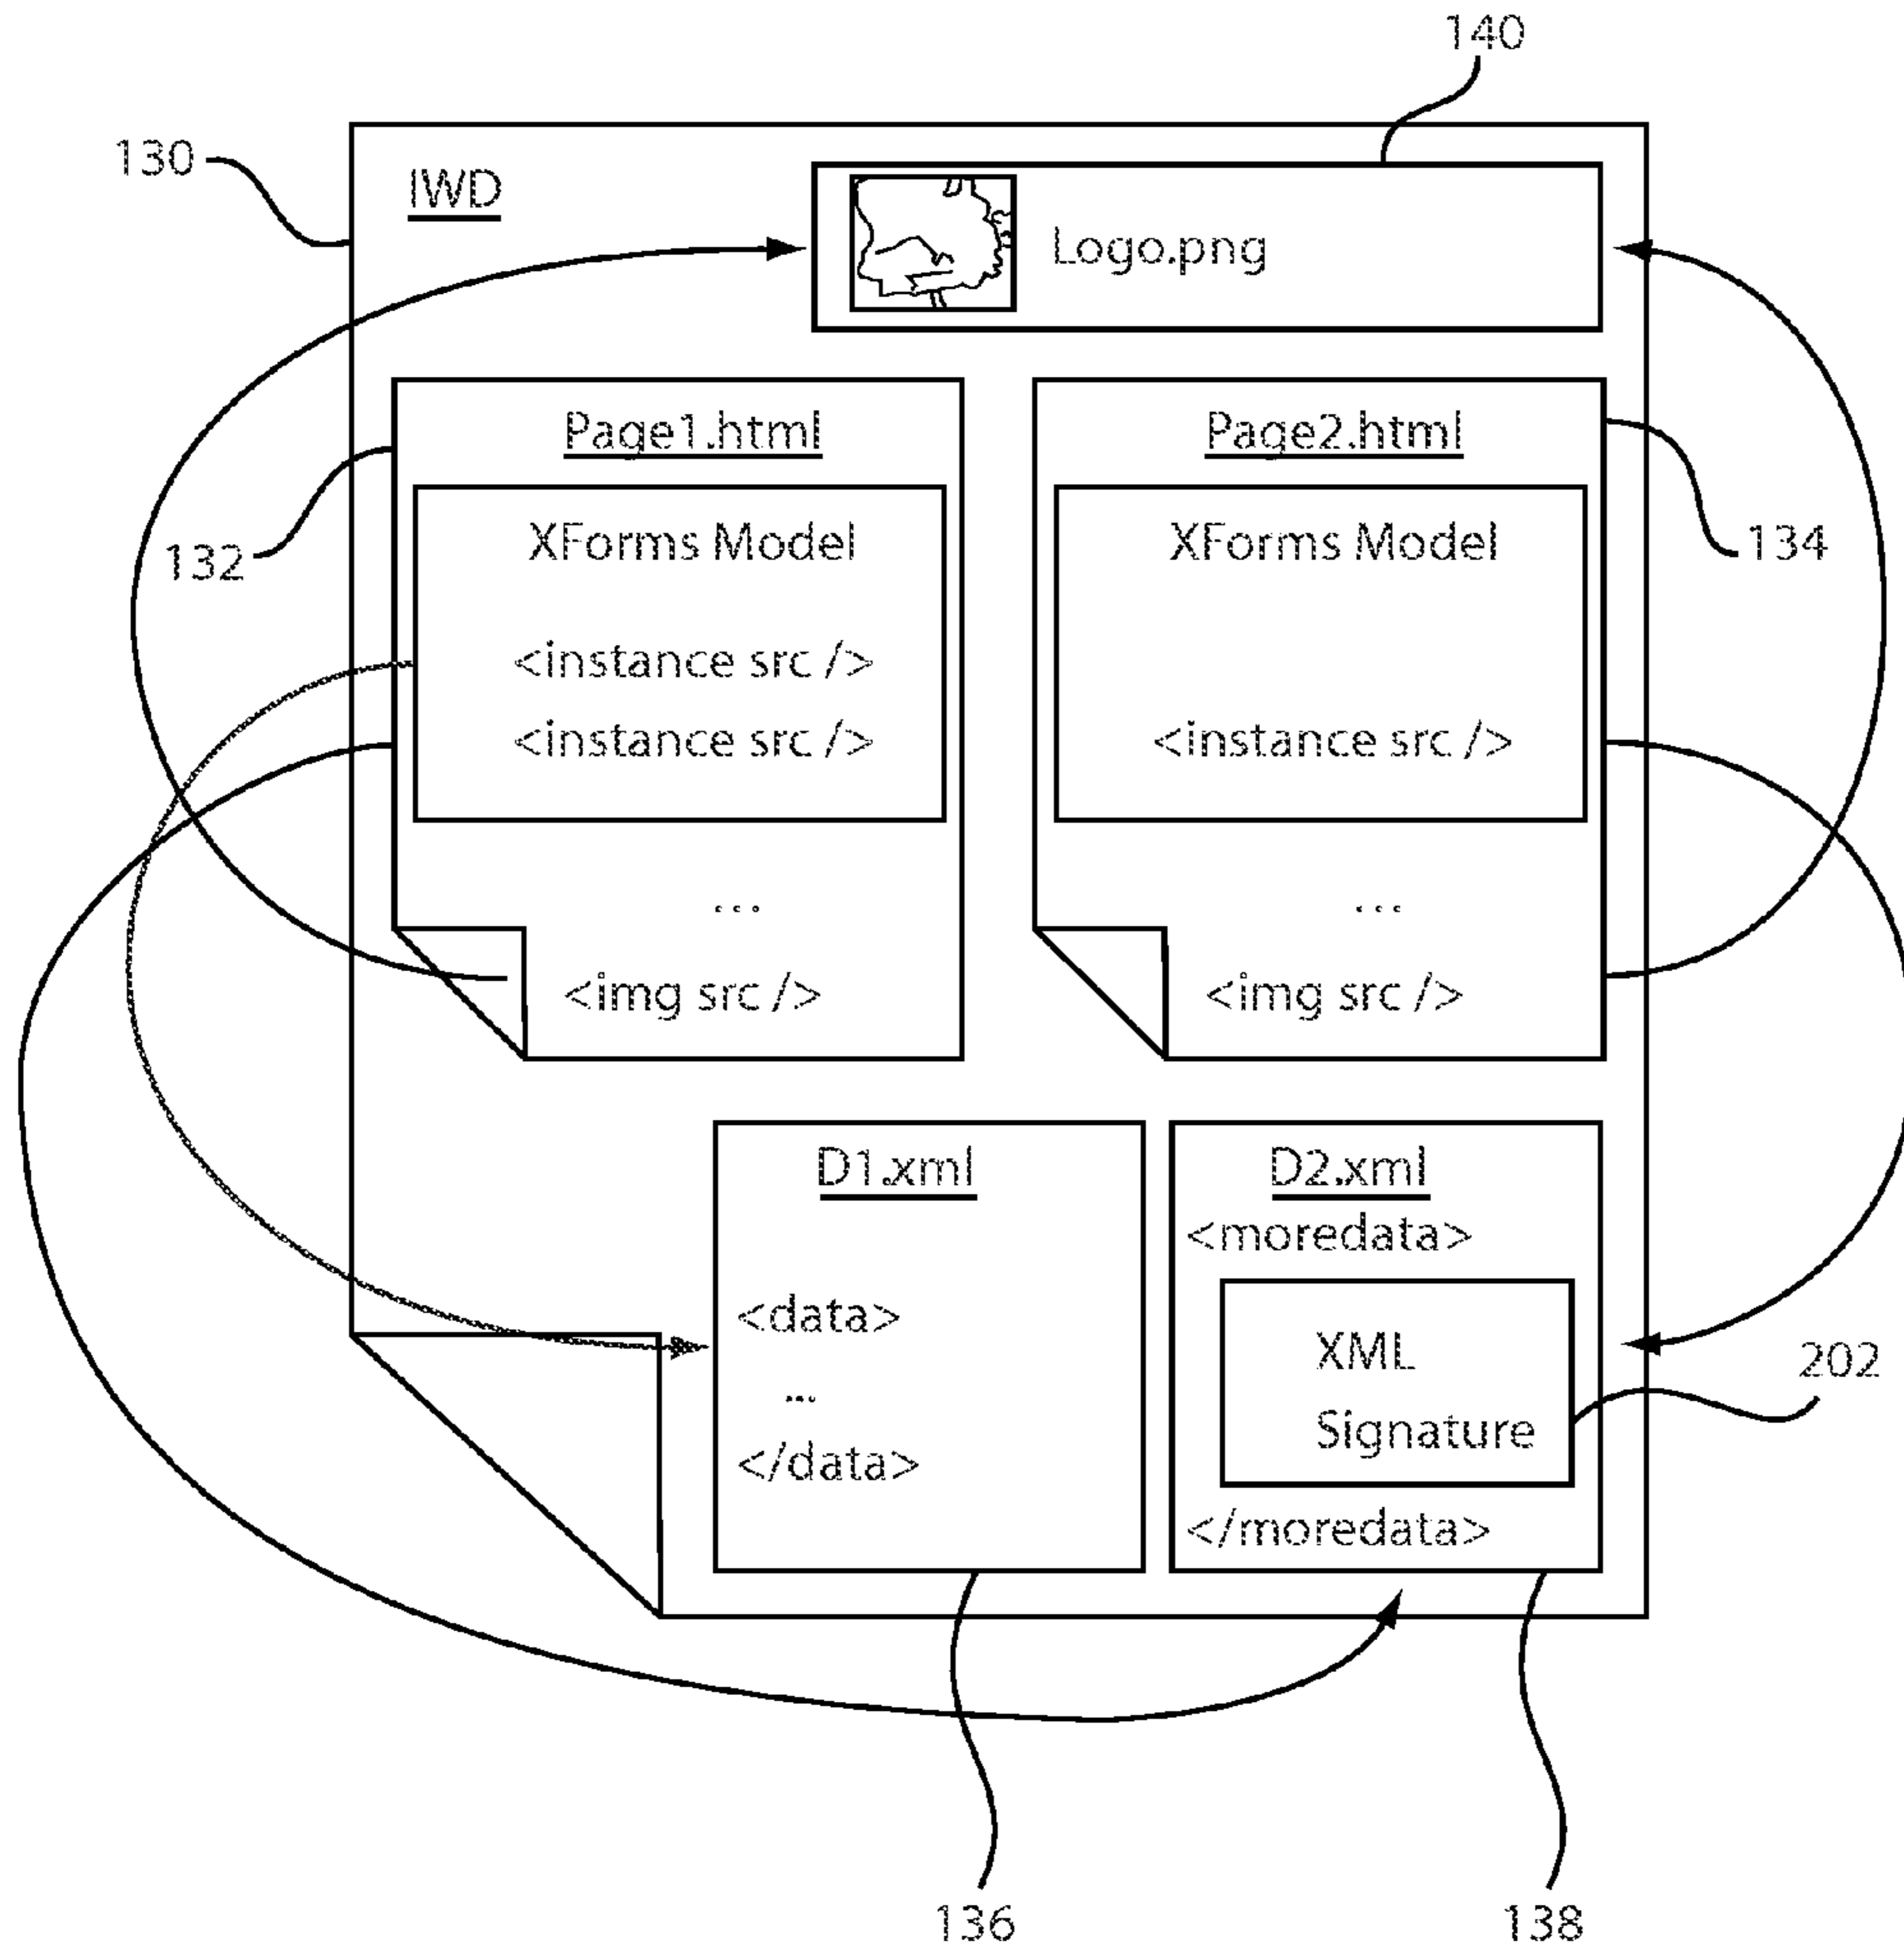 140
130
IWD
Logo.png
Page1.html
Page2.html
XForms Model
XForms Model
132
134
<instance src />
<instance src />
<instance src />
...
...
<img src />
<img src />
D1.xml
D2.xml
<moredata>
<data>
...
</data>
XML
Signature
</moredata>
202
136
138